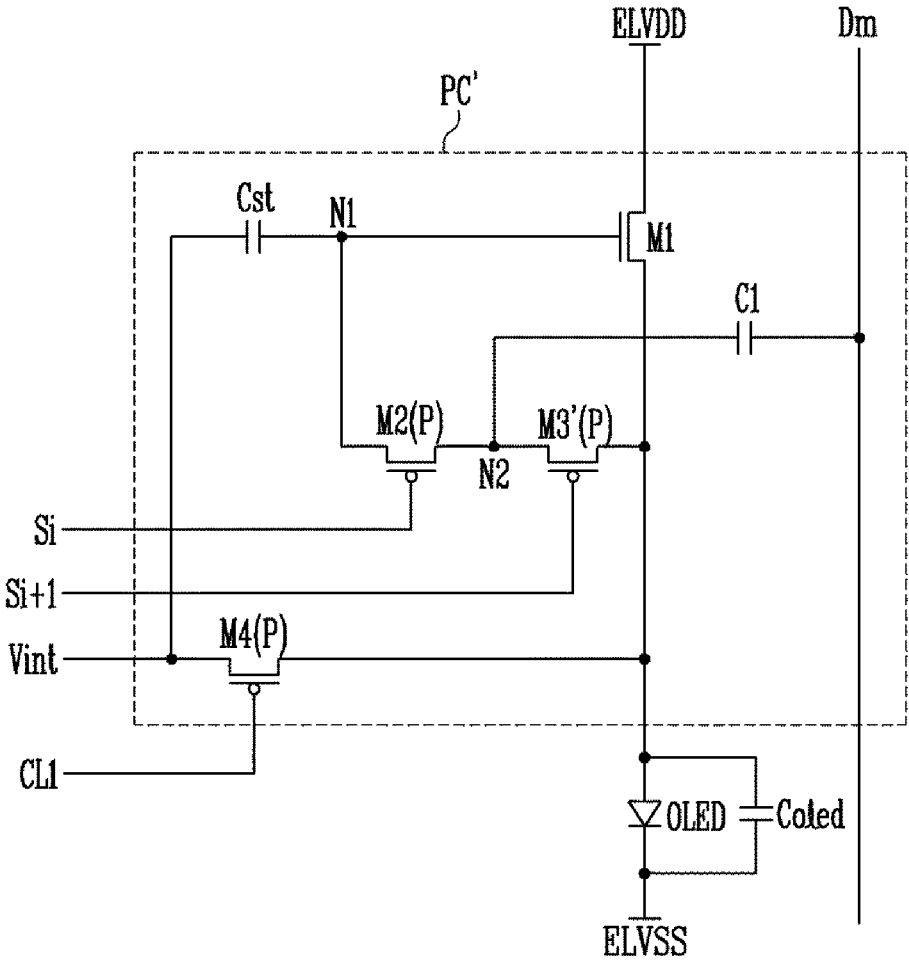 ELVDD
Dm
PC'
Cst
N1
M1
C1
M2(P)
M3'(P)
N2
Si
Si+1
M4(P)
Vint
CL1
OLED
Coled
ELVSS